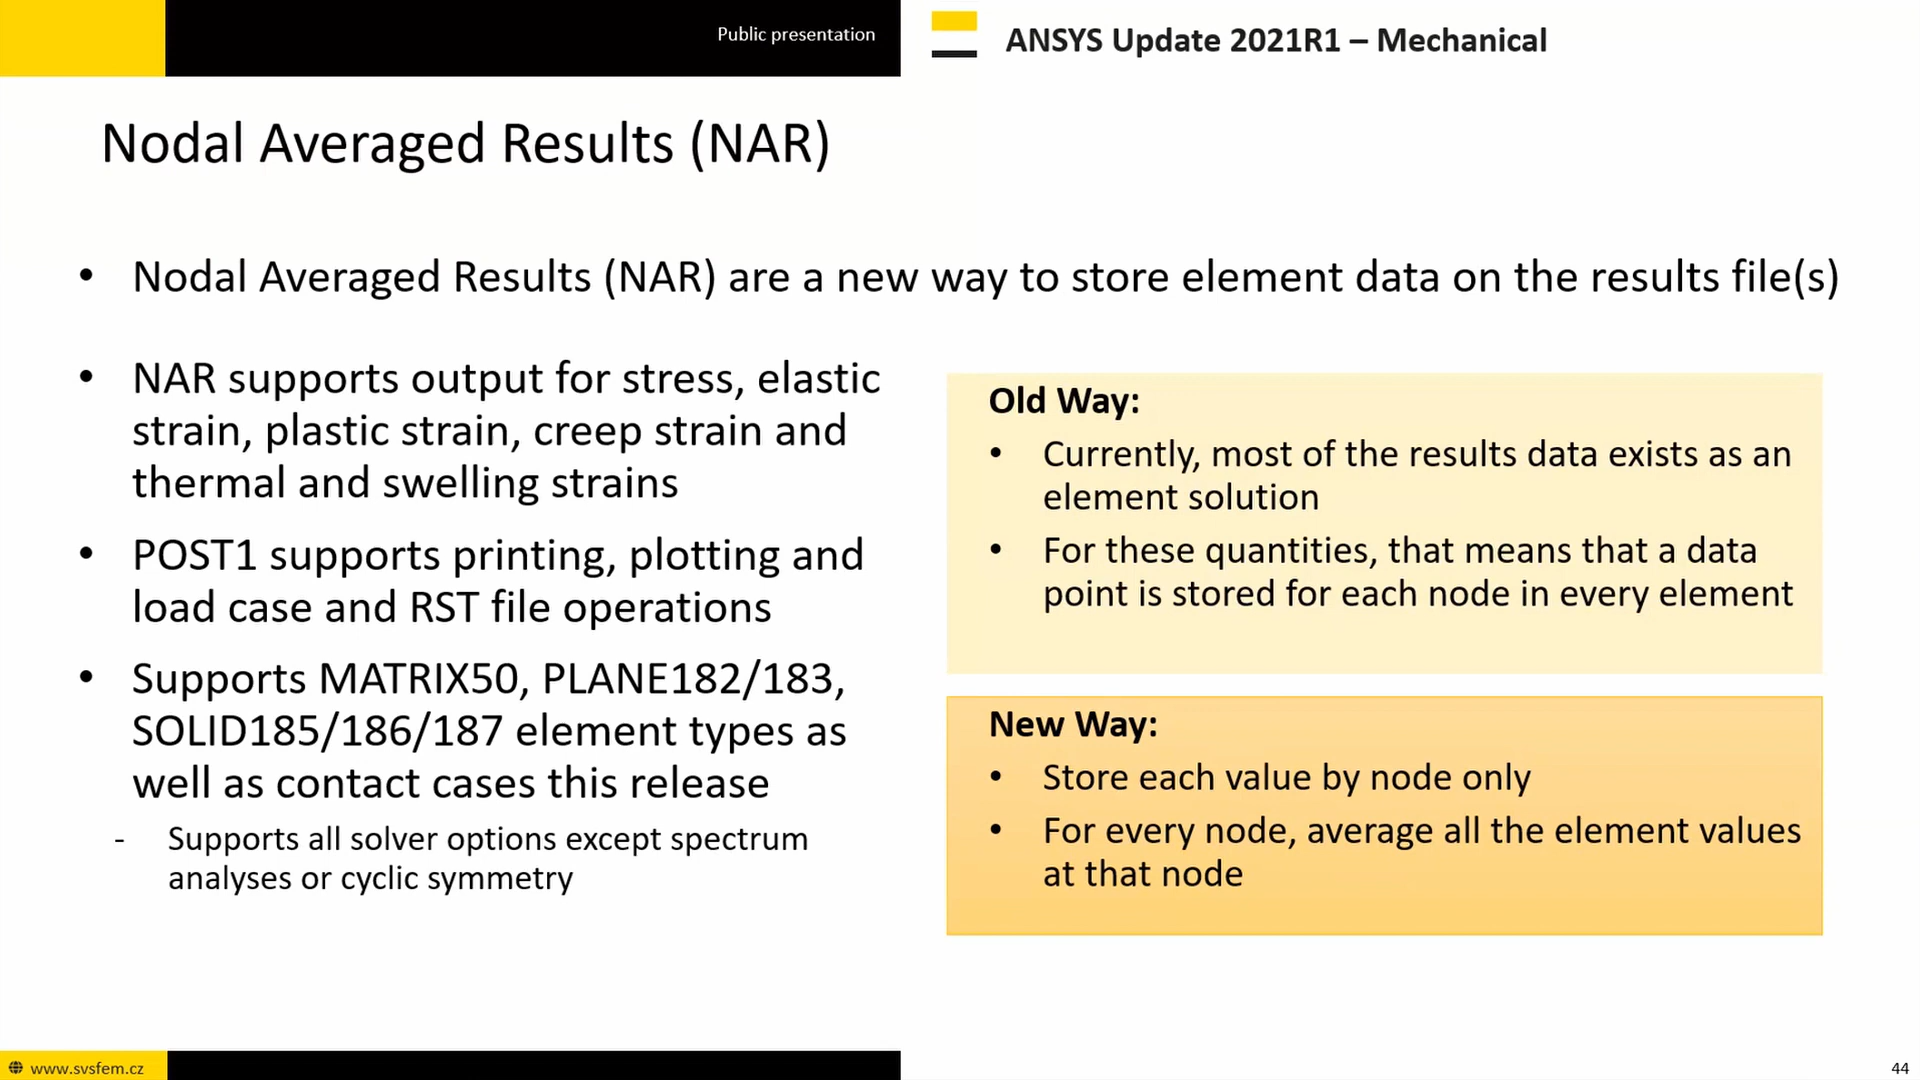 Public presentation
ANSYS Update 2021R1 – Mechanical
Nodal Averaged Results (NAR)
• Nodal Averaged Results (NAR) are a new way to store element data on the results file(s)
• NAR supports output for stress, elastic
strain, plastic strain, creep strain and
thermal and swelling strains
• POST1 supports printing, plotting and
load case and RST file operations
• Supports MATRIX50, PLANE182/183,
SOLID185/186/187 element types as
well as contact cases this release
- Supports all solver options except spectrum
analyses or cyclic symmetry
Old Way:
• Currently, most of the results data exists as an
element solution
• For these quantities, that means that a data
point is stored for each node in every element
New Way:
• Store each value by node only
• For every node, average all the element values
at that node
www.svsfem.cz
44